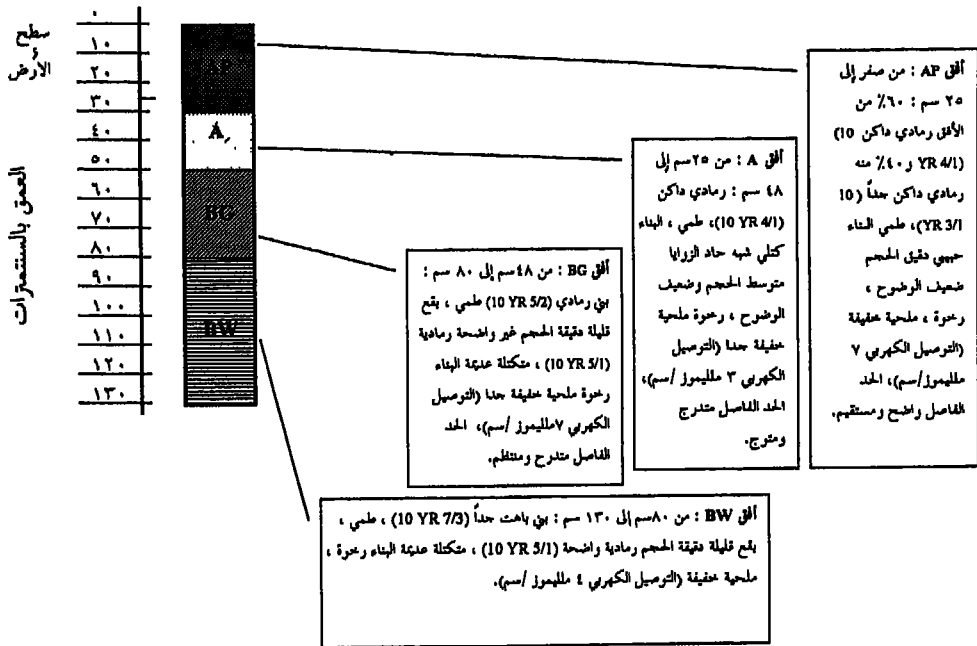 سطح
و
الأرض
العمق بالسنتمترات
٠
١٠
٢٠
٣٠
٤٠
٥٠
٦٠
٧٠
٨٠
٩٠
١٠٠
١١٠
١٢٠
١٣٠
AP
A
BG
BW
أفق AP : من صفر إلى
٢٥ سم : ٦٠٪ من
الأفق رمادي داكن 10)
(YR 4/1 و ٤٠٪ منه
رمادي داكن جداً ( 10
YR 3/1)، طمي البناء
حبيبي دقيق الحجم
ضعيف الوضوح ،
رخوة ، ملحية خفيفة
(التوصيل الكهربي ٧
ملليموز/سم)، الحد
الفاصل واضح ومستقيم.
أفق A : من ٢٥سم إلى
٤٨ سم : رمادي داكن
(10 YR 4/1)، طمي ، البناء
كتلي شبه حاد الزوايا
متوسط الحجم وضعيف
الوضوح ، رخوة ملحية
خفيفة جدا (التوصيل
الكهربي ٣ ملليموز /سم)،
الحد الفاصل متدرج
ومتوج.
أفق BG : من ٤٨سم إلى ٨٠ سم :
بني رمادي (10 YR 5/2) طمي ، بقع
قليلة دقيقة الحجم غير واضحة رمادية
(10 YR 5/1) ، متكتلة عديمة البناء
رخوة ملحية خفيفة جدا (التوصيل
الكهربي ٧ملليموز /سم)، الحد
الفاصل متدرح ومنتظم.
أفق BW : من ٨٠سم إلى ١٣٠ سم : بني باهت جداً (10 YR 7/3) ، طمي ،
بقع قليلة دقيقة الحجم رمادية واضحة (10 YR 5/1) ، متكتلة عديمة البناء رخوة ،
ملحية خفيفة (التوصيل الكهربي ٤ ملليموز /سم).